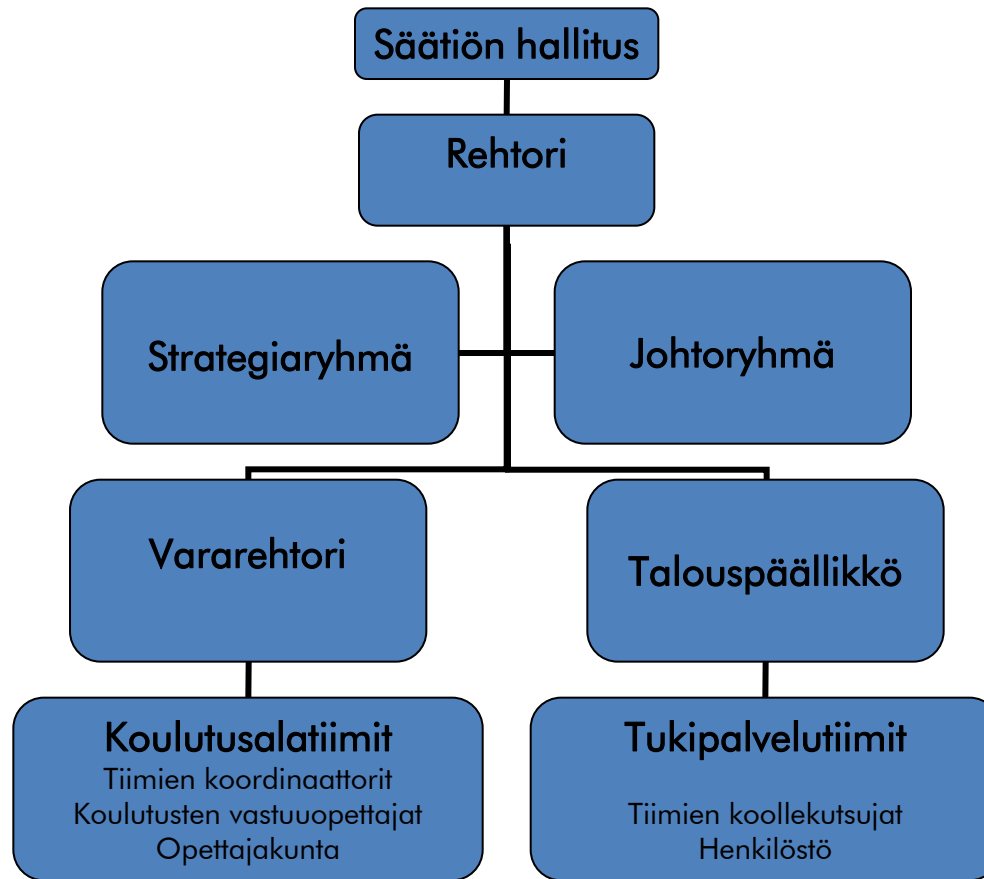 Säätiön hallitus
Rehtori
Strategiaryhmä
Johtoryhmä
Vararehtori
Talouspäällikkö
Koulutusalatiimit
Tiimien koordinaattorit
Koulutusten vastuuopettajat
Opettajakunta
Tukipalvelutiimit
Tiimien koollekutsujat
Henkilöstö